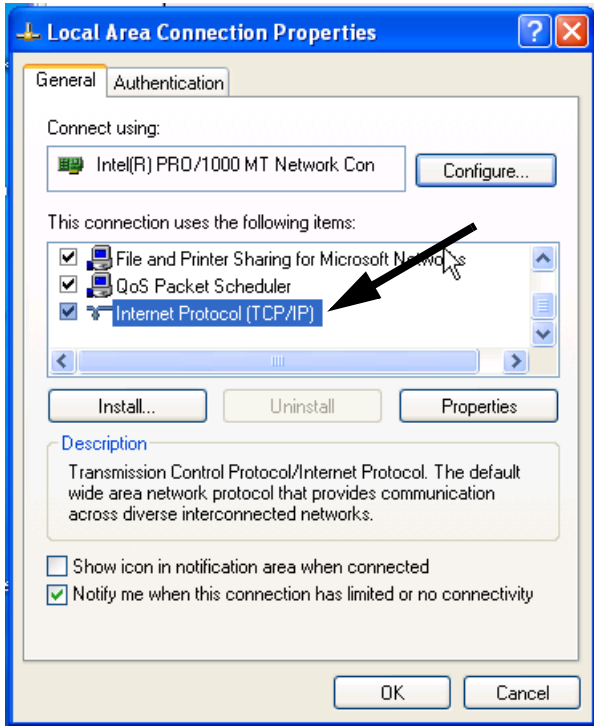 Local Area Connection Properties
General Authentication
Connect using:
Intel(R) PRO/1000 MT Network Con
Configure...
This connection uses the following items:
File and Printer Sharing for Microsoft Networks
QoS Packet Scheduler
Internet Protocol (TCP/IP)
Install... Uninstall Properties
Description
Transmission Control Protocol/Internet Protocol. The default
wide area network protocol that provides communication
across diverse interconnected networks.
Show icon in notification area when connected
Notify me when this connection has limited or no connectivity
OK Cancel